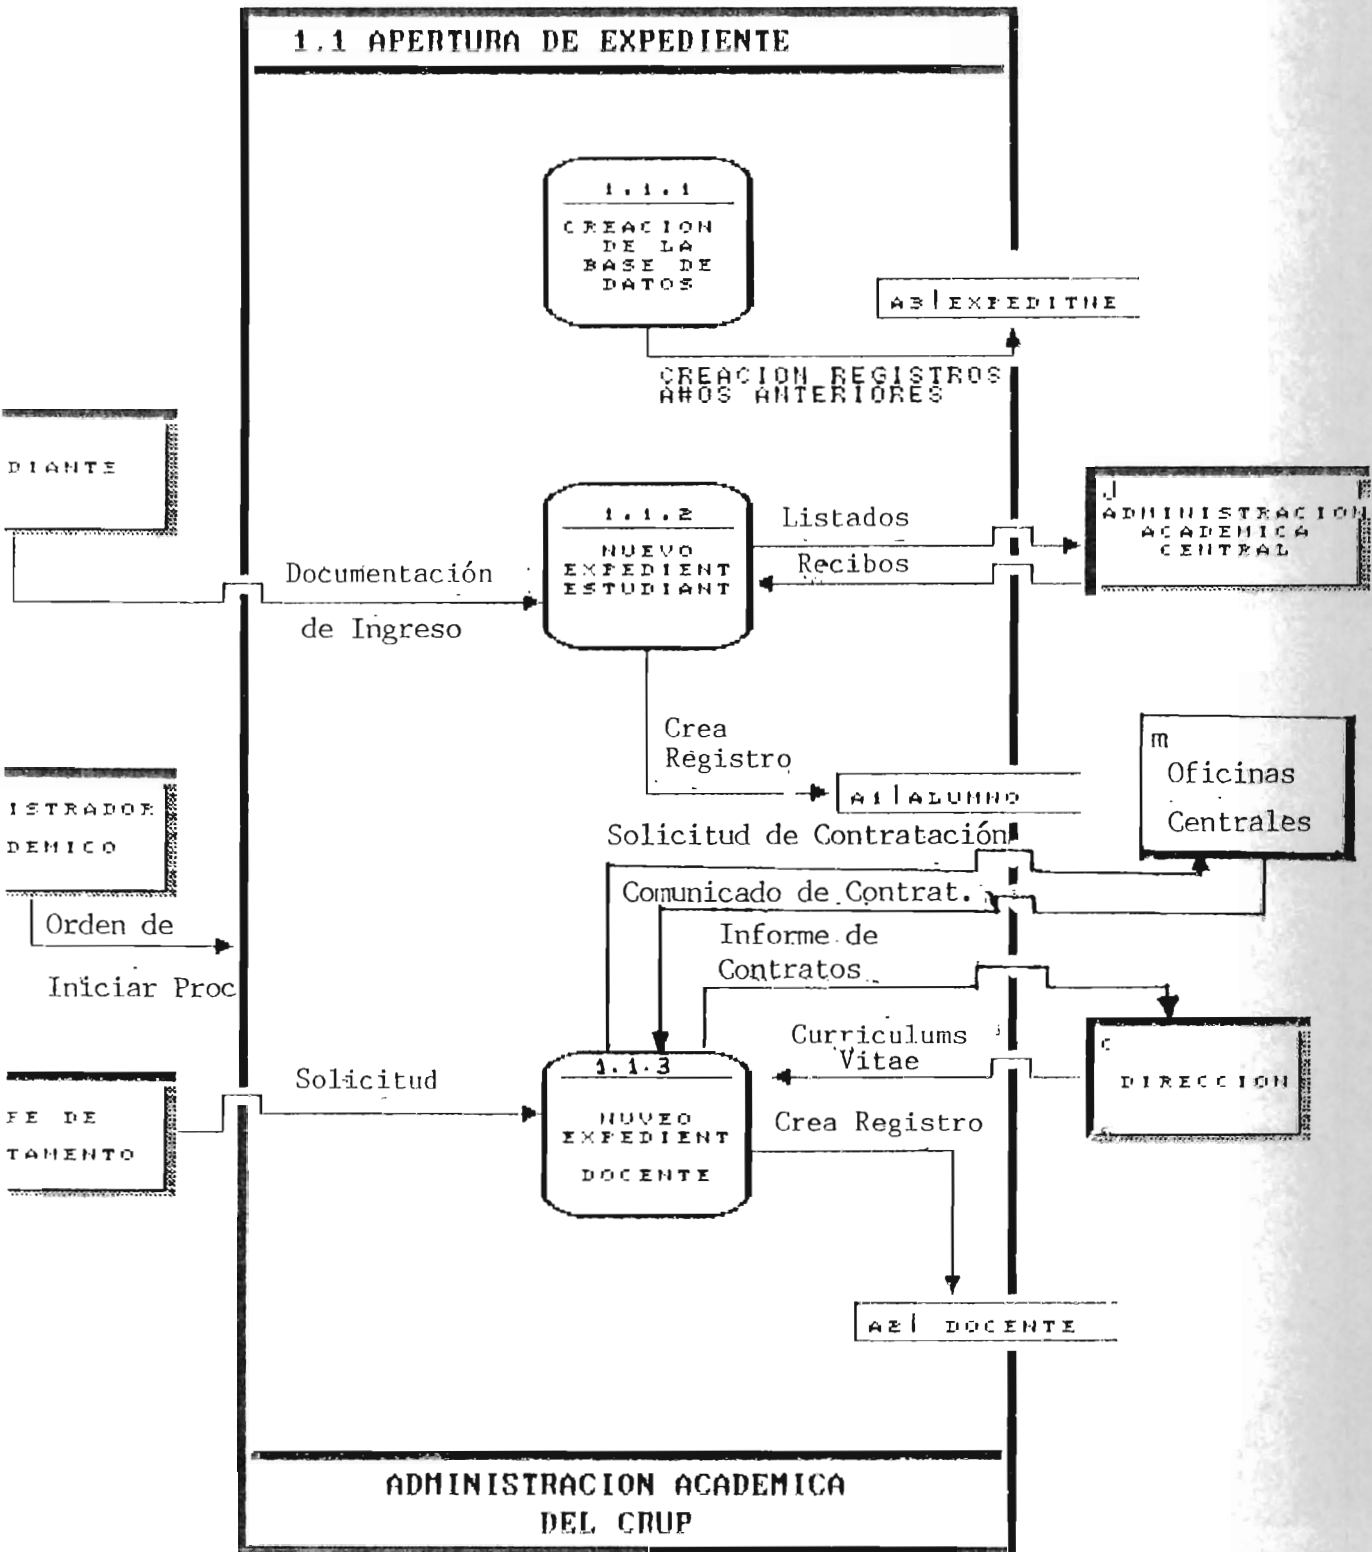 1.1 APERTURA DE EXPEDIENTE
1.1.1
CREACION
DE LA
BASE DE
DATOS
A3|EXPEDITNE
CREACION REGISTROS
A#OS ANTERIORES
DIANTE
1.1.2
NUEVO
EXPEDIENT
ESTUDIANT
Listados
Recibos
J
ADMINISTRACION
ACADEMICA
CENTRAL
Documentación
de Ingreso
Crea
Registro
A1|ALUMNO
m
Oficinas
Centrales
ISTRADOR
DEMICO
Solicitud de Contratación
Comunicado de Contrat.
Orden de
Iniciar Proc
Informe de
Contratos
Curriculums
Vitae
c
DIRECCION
FE DE
TAMENTO
Solicitud
1.1.3
NUVEO
EXPEDIENT
DOCENTE
Crea Registro
A2| DOCENTE
ADMINISTRACION ACADEMICA
DEL CRUP